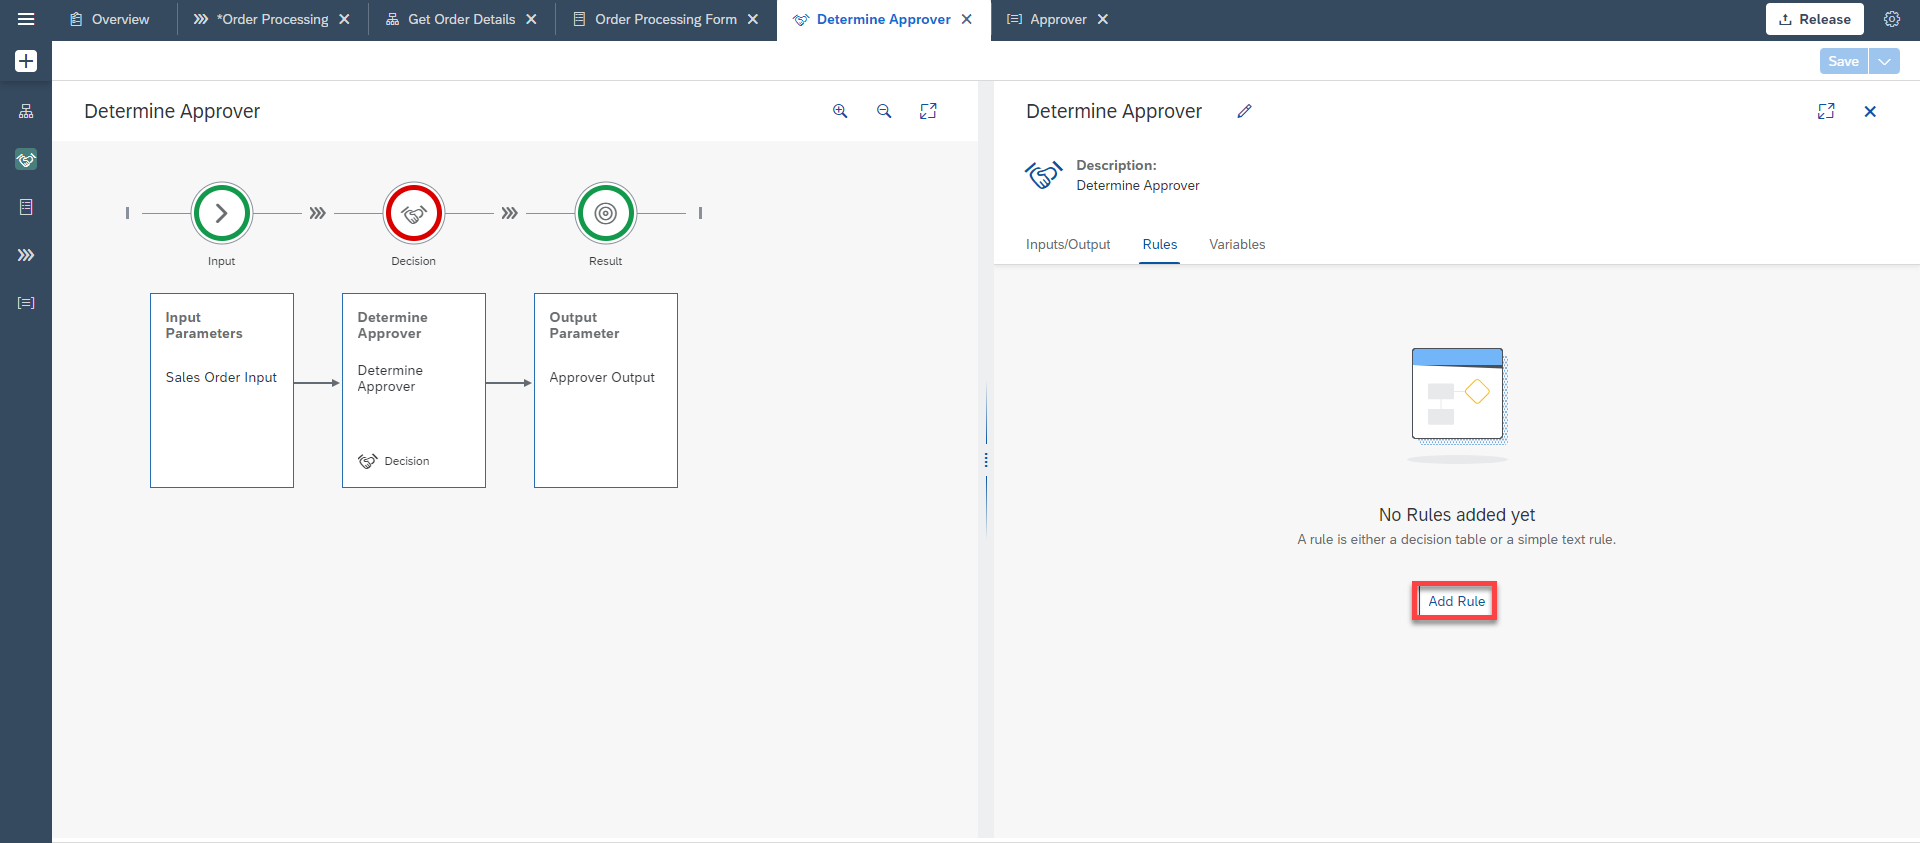 Overview
*Order Processing
Get Order Details
Order Processing Form
Determine Approver
Approver
Release
Save
Determine Approver
Input
Decision
Result
Input
Parameters
Sales Order Input
Determine
Approver
Determine
Approver
Decision
Output
Parameter
Approver Output
Determine Approver
Description:
Determine Approver
Inputs/Output
Rules
Variables
No Rules added yet
A rule is either a decision table or a simple text rule.
Add Rule